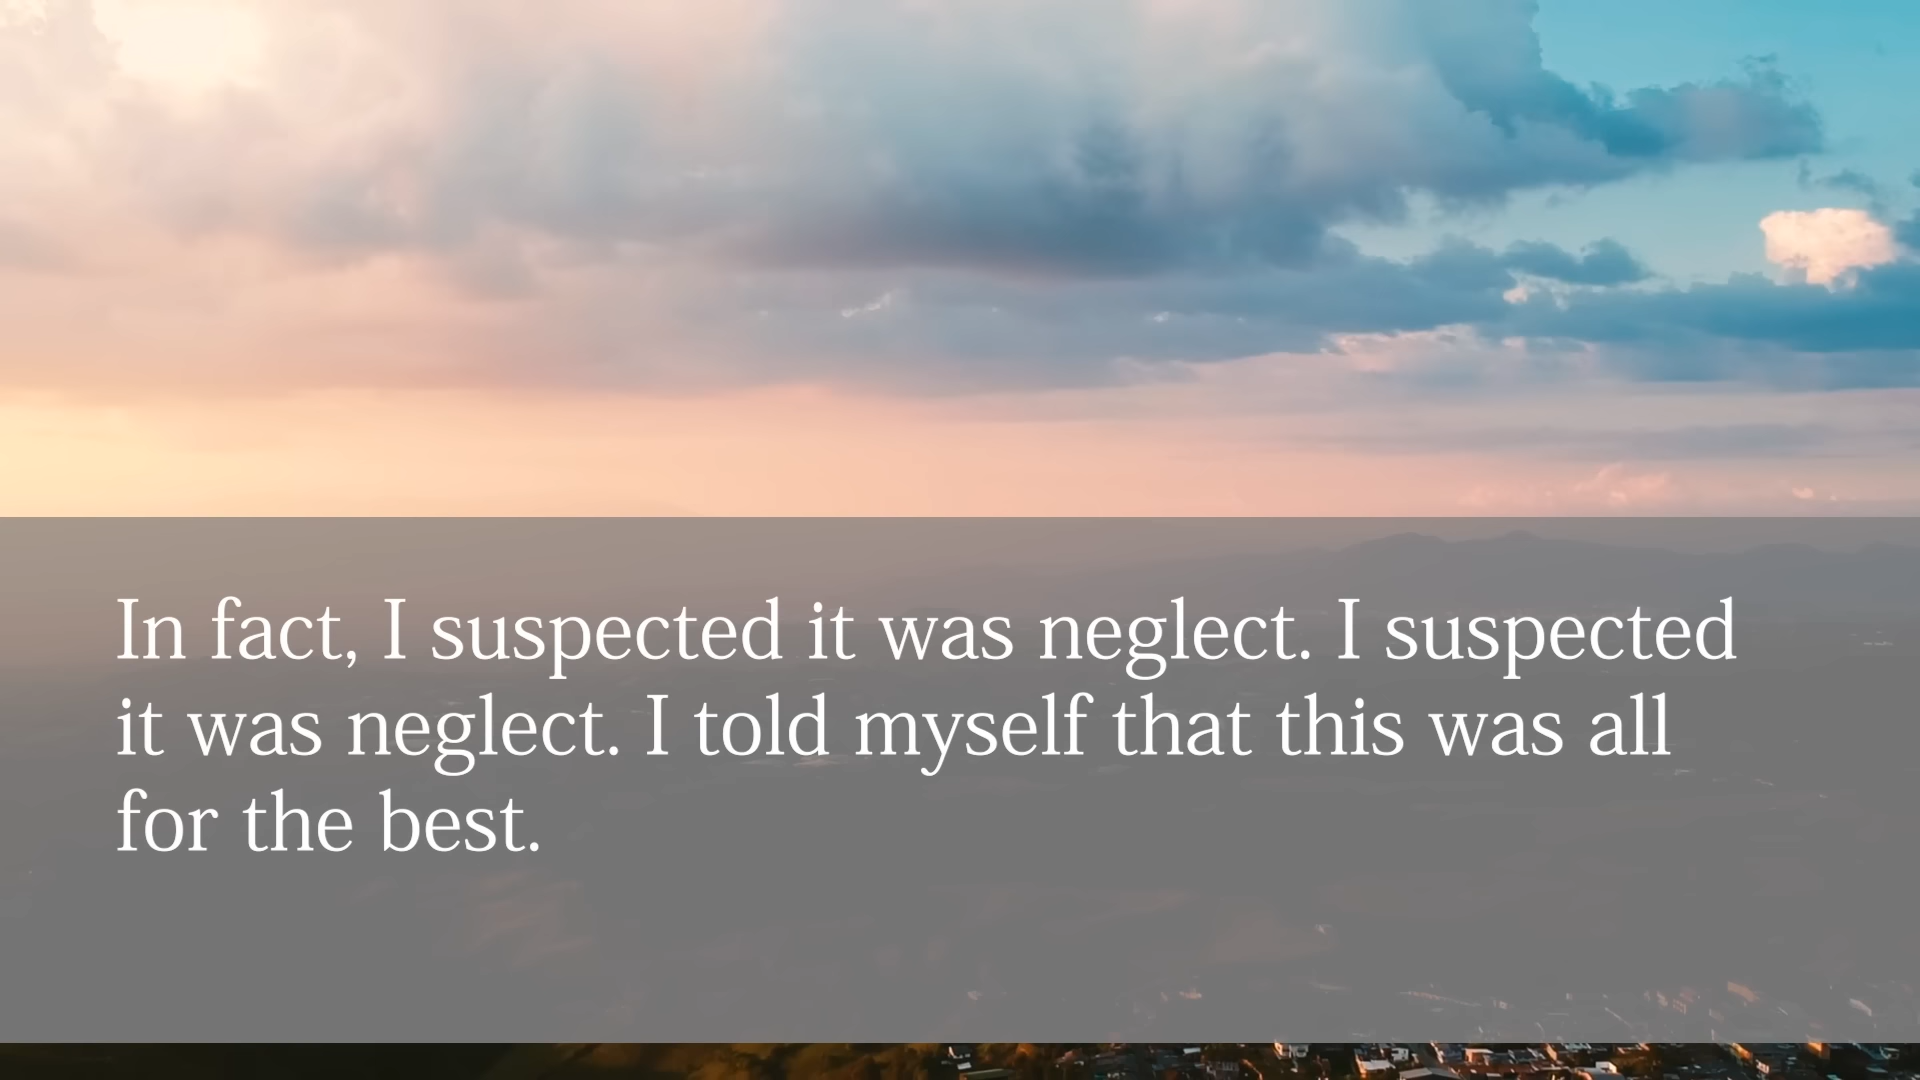 In fact, I suspected it was neglect. I suspected
it was neglect. I told myself that this was all
for the best.